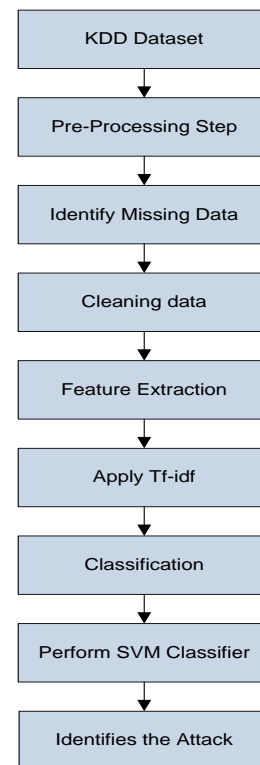 KDD Dataset
Pre-Processing Step
Identify Missing Data
Cleaning data
Feature Extraction
Apply Tf-idf
Classification
Perform SVM Classifier
Identifies the Attack